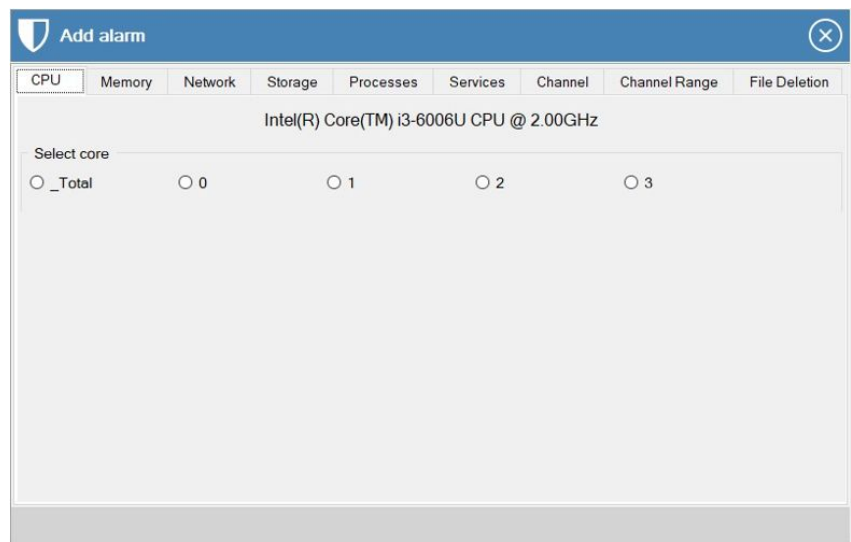 Add alarm
CPU Memory Network Storage Processes Services Channel Channel Range File Deletion
Intel(R) Core(TM) i3-6006U CPU @ 2.00GHz
Select core
_Total 0 1 2 3